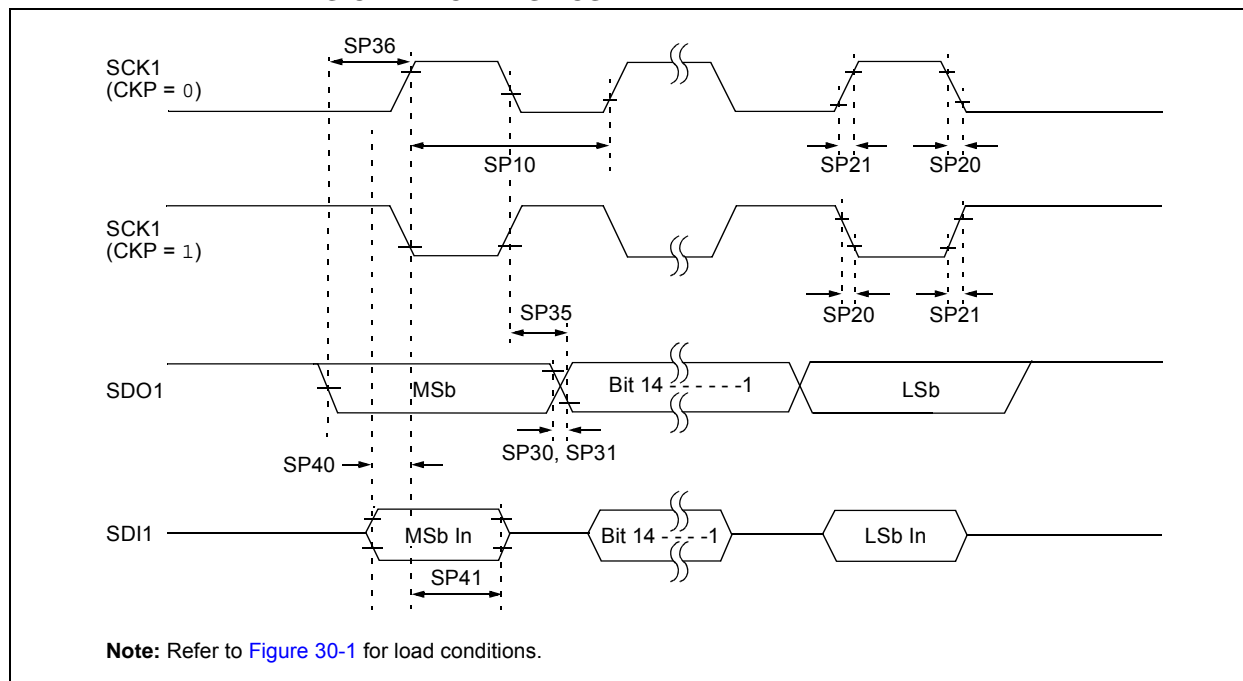 SP36
SCK1
(CKP = 0)
SP10
SP21
SP20
SCK1
(CKP = 1)
SP35
SP20
SP21
SDO1
MSb
Bit 14 - - - - - -1
LSb
SP30, SP31
SP40
SDI1
MSb In
Bit 14 - - - - -1
LSb In
SP41
Note: Refer to Figure 30-1 for load conditions.